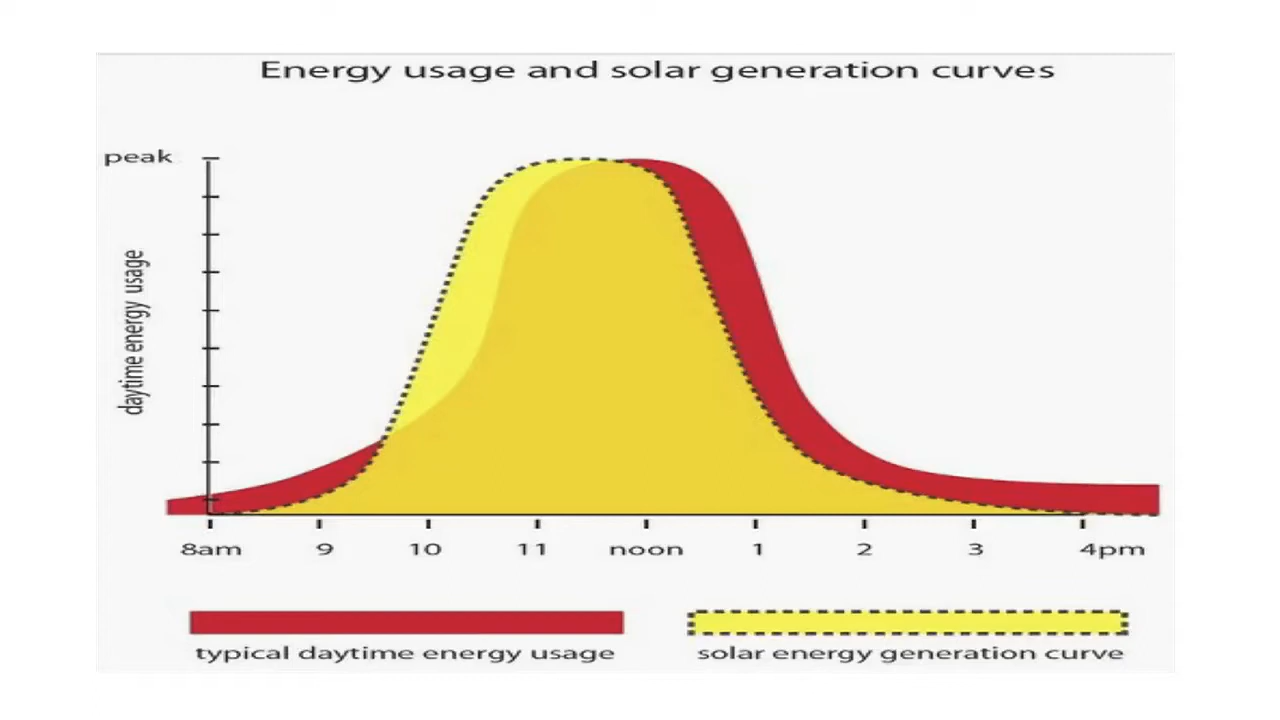 Energy usage and solar generation curves
peak
daytime energy usage
8am 9 10 11 noon 1 2 3 4pm
typical daytime energy usage
solar energy generation curve